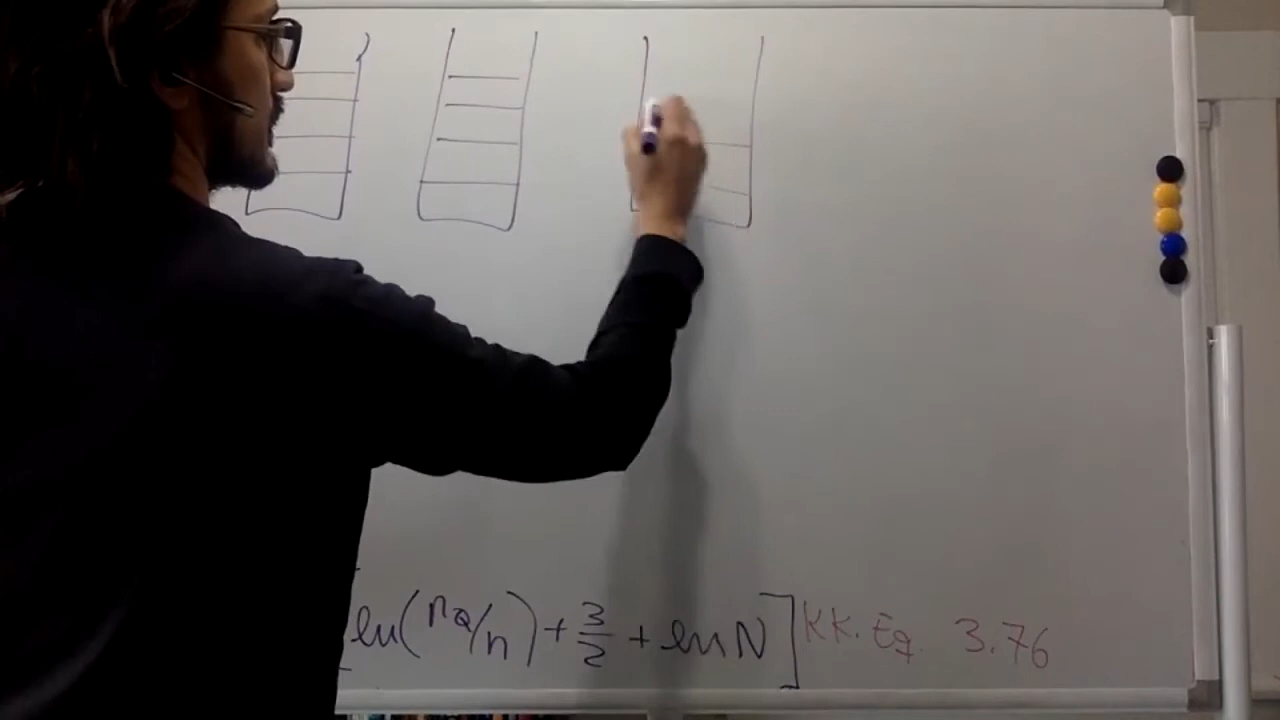 ln(nQ/n) + 3/2 + ln N] KK. Eq. 3.76